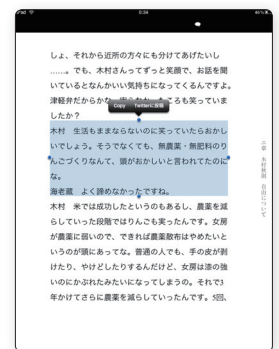 iPad
0:34
46%
しょ、それから近所の方々にも分けてあげたいし
……。でも、木村さんってずっと笑顔で、お話を聞
いているとなんかいい気持ちになってくるんですよ。
津軽弁だからかな
ころも笑っていま
Copy Twitterに投稿
したか？
木村　生活もままならないのに笑っていたらおかし
いでしょう。そうでなくても、無農薬・無肥料のり
んごづくりなんて、頭がおかしいと言われてたのに
な。
海老蔵　よく諦めなかったですね。
木村　米では成功したというのもあるし、農薬を減
らしていった段階ではりんごも実ったんです。女房
が農薬に弱いので、できれば農薬散布はやめたいと
いうのが頭にあってな。普通の人でも、手の皮が剥
けたり、やけどしたりするんだけど、女房は漆の強
いのにかぶれたみたいになってしまうの。それで3
年かけてさらに農薬を減らしていったんです。5回、
木村秋則　自由について